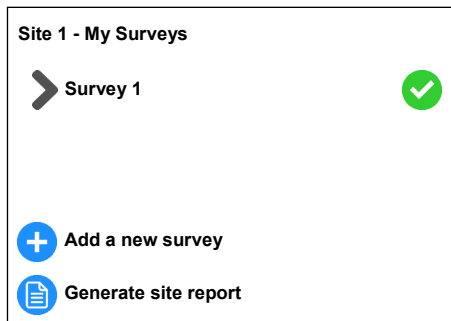 Site 1 - My Surveys
Survey 1
Add a new survey
Generate site report